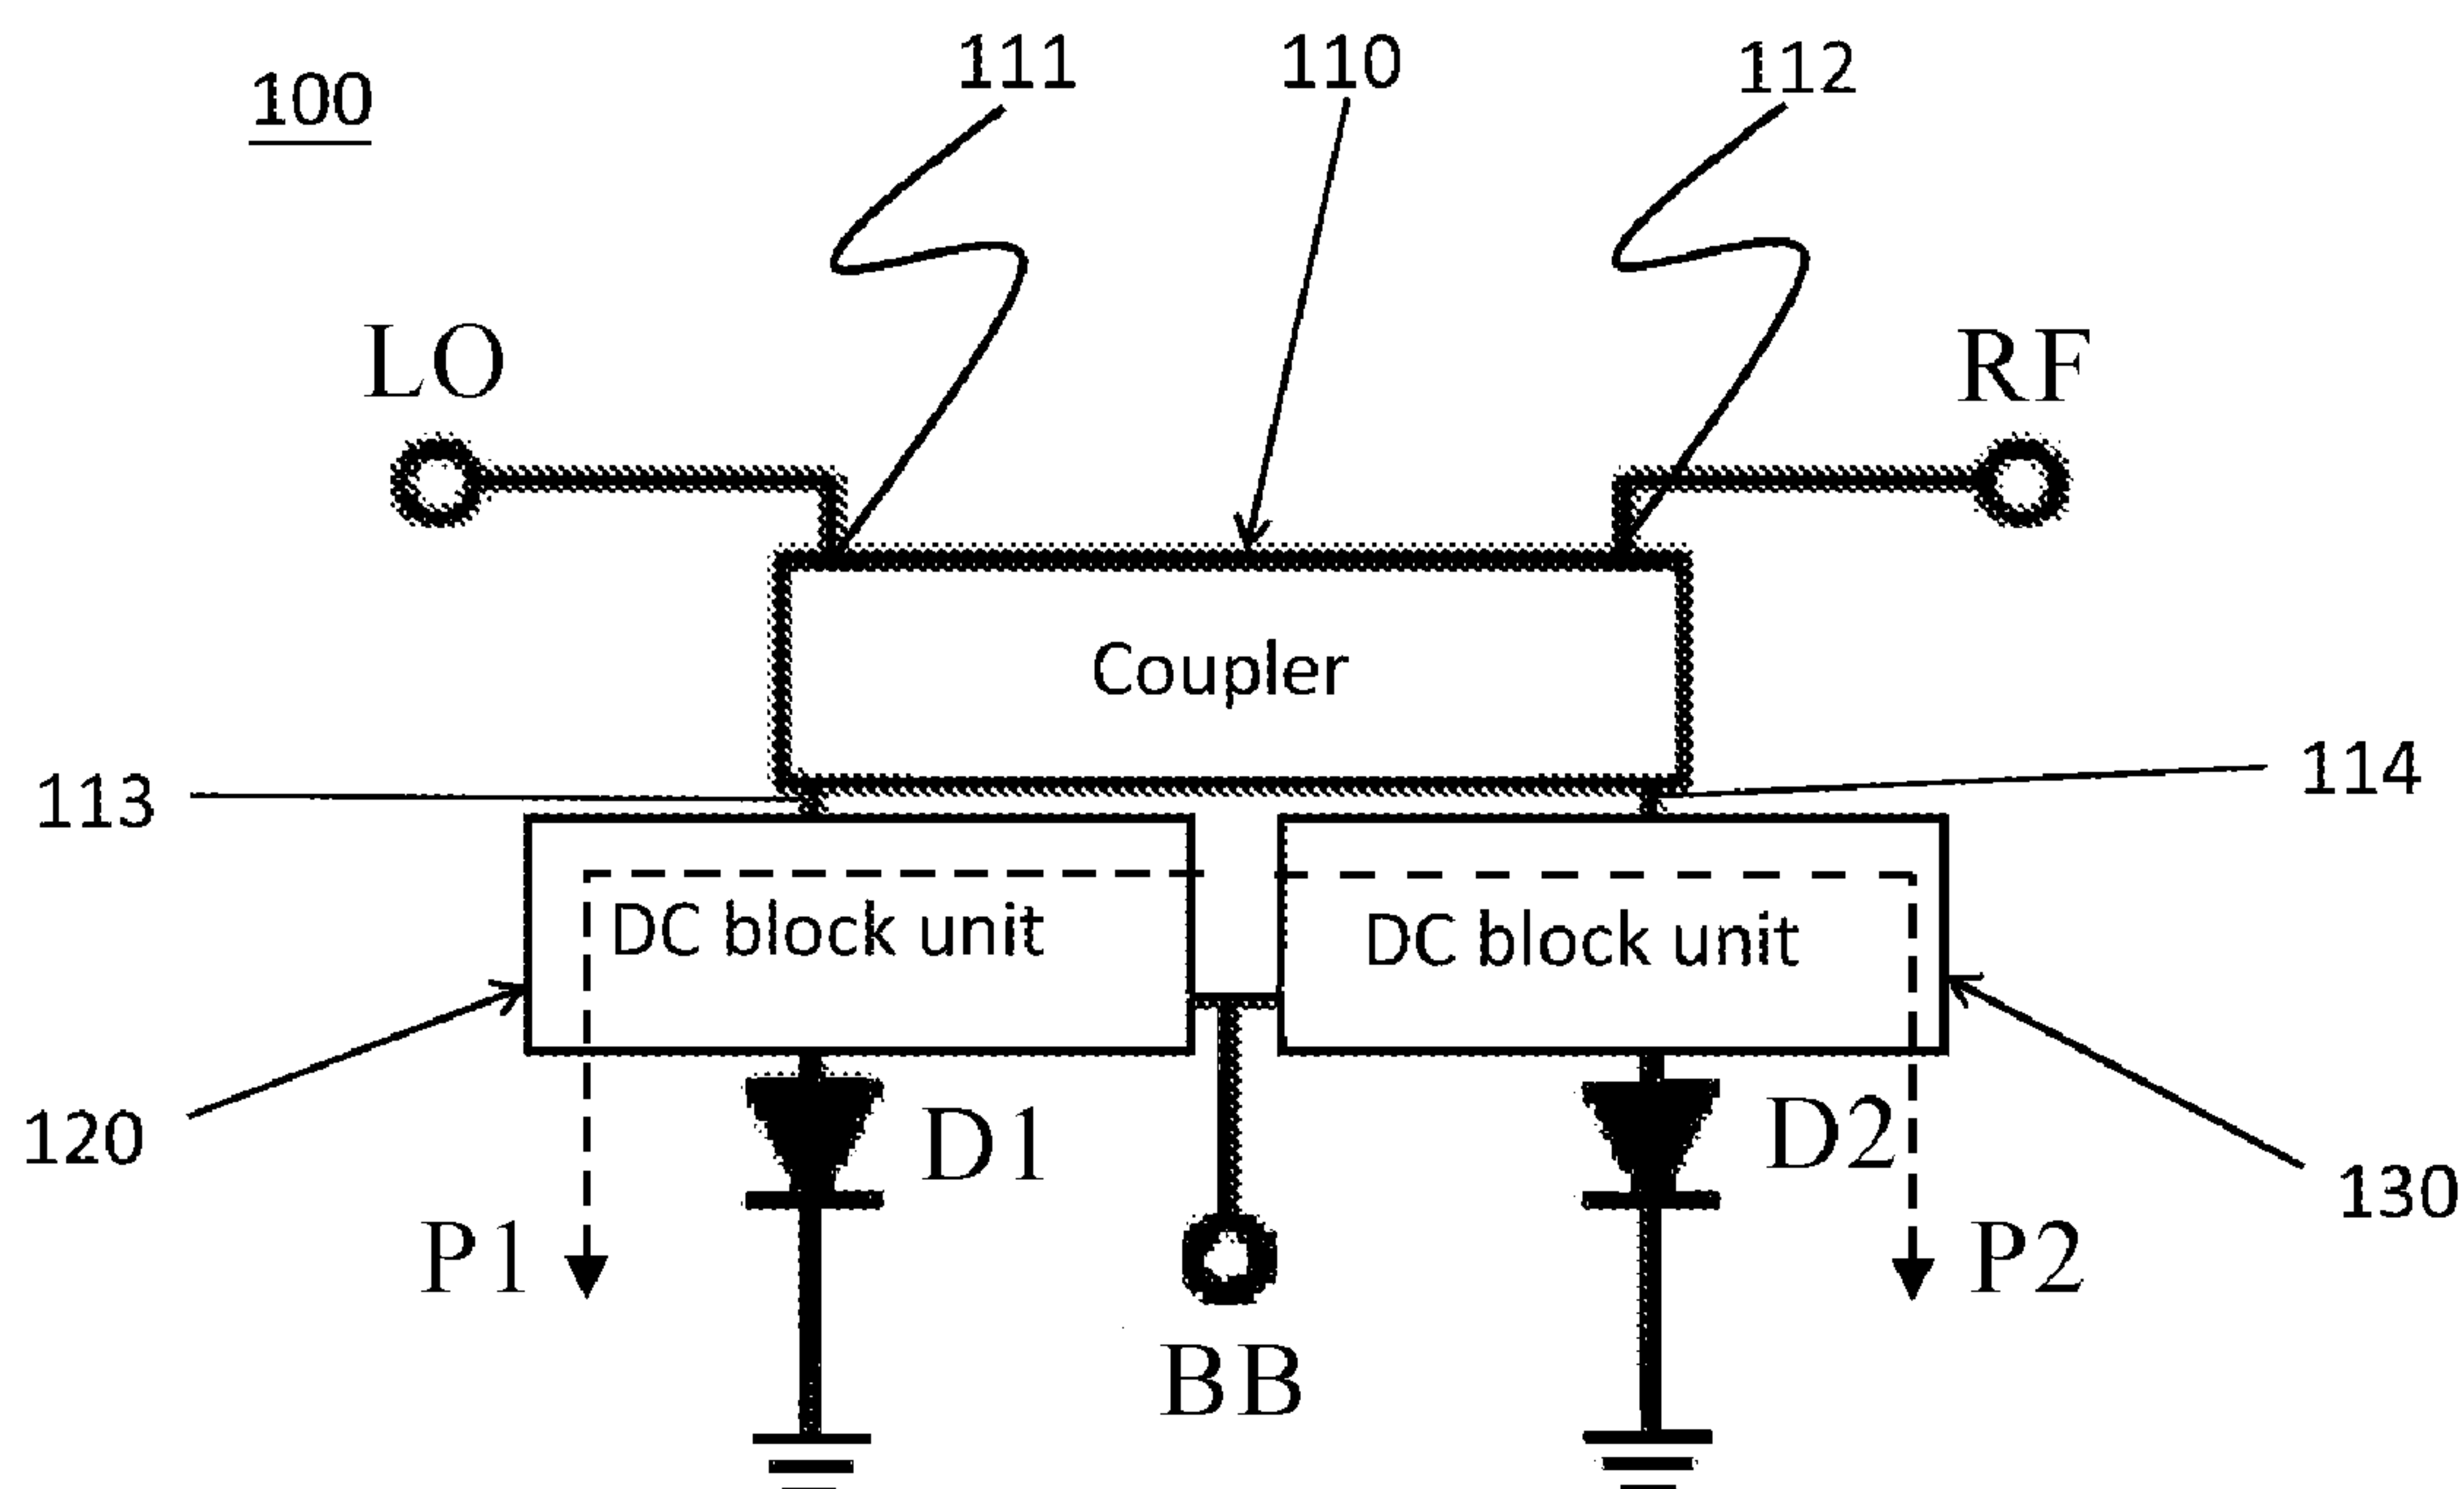 100
111
110
112
LO
RF
Coupler
113
114
DC block unit
DC block unit
120
D1
D2
130
P1
P2
BB